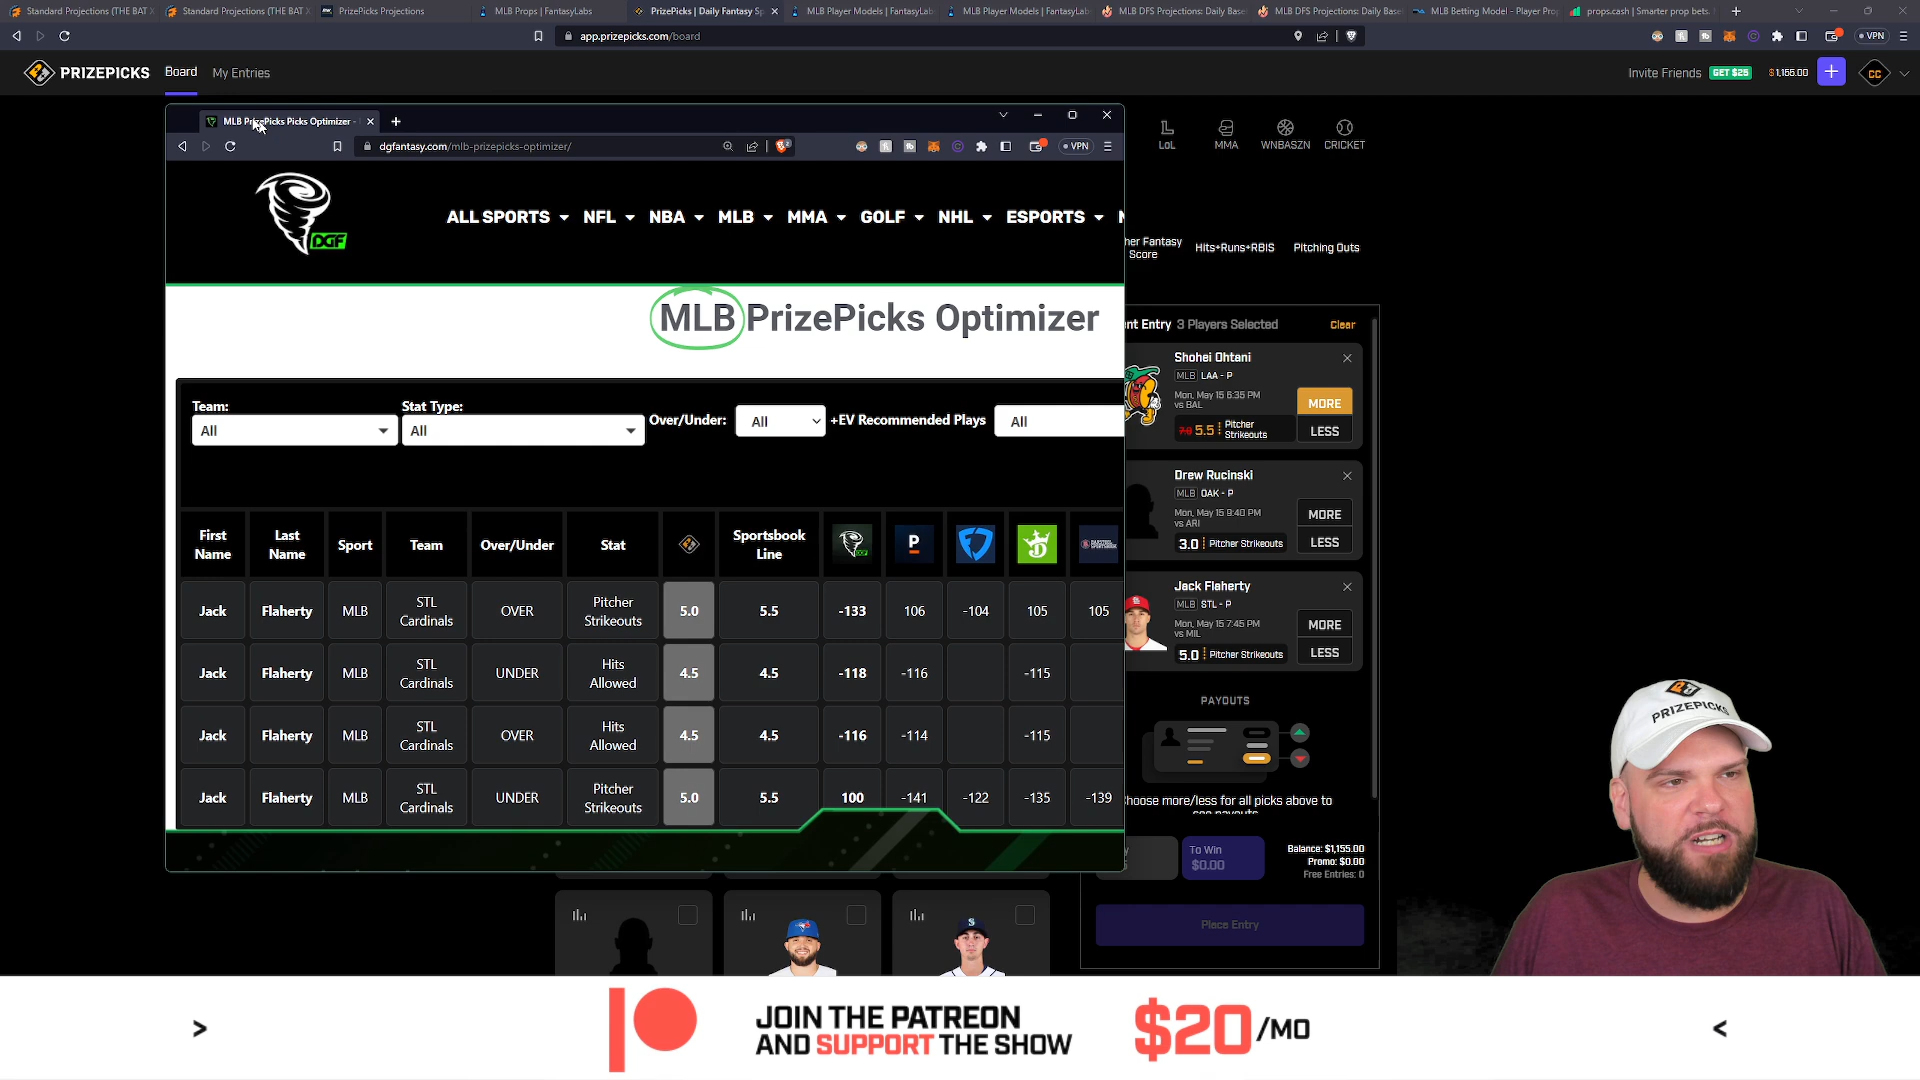 Standard Projections (THE BAT X
Standard Projections (THE BAT X
PrizePicks Projections
MLB Props | FantasyLabs
PrizePicks | Daily Fantasy Sp
MLB Player Models | FantasyLab
MLB Player Models | FantasyLab
MLB DFS Projections: Daily Base
MLB DFS Projections: Daily Base
MLB Betting Model - Player Pro
props.cash | Smarter prop bets.
app.prizepicks.com/board
VPN
PRIZEPICKS
Board
My Entries
Invite Friends
GET $25
$1,155.00
CC
MLB PrizePicks Picks Optimizer -
dgfantasy.com/mlb-prizepicks-optimizer/
VPN
LoL
MMA
WNBASZN
CRICKET
DGF
ALL SPORTS
NFL
NBA
MLB
MMA
GOLF
NHL
ESPORTS
her Fantasy
Score
Hits+Runs+RBIS
Pitching Outs
MLB PrizePicks Optimizer
Team:
All
Stat Type:
All
Over/Under:
All
+EV Recommended Plays
All
First Name Last Name Sport Team Over/Under Stat Sportsbook Line
Jack Flaherty MLB STL Cardinals OVER Pitcher Strikeouts 5.0 5.5 -133 106 -104 105 105
Jack Flaherty MLB STL Cardinals UNDER Hits Allowed 4.5 4.5 -118 -116 -115
Jack Flaherty MLB STL Cardinals OVER Hits Allowed 4.5 4.5 -116 -114 -115
Jack Flaherty MLB STL Cardinals UNDER Pitcher Strikeouts 5.0 5.5 100 -141 -122 -135 -139
nt Entry 3 Players Selected
Clear
Shohei Ohtani
MLB LAA - P
Mon, May 15 6:35 PM
vs BAL
7.0 5.5 Pitcher Strikeouts
MORE
LESS
Drew Rucinski
MLB OAK - P
Mon, May 15 9:40 PM
vs ARI
3.0 Pitcher Strikeouts
MORE
LESS
Jack Flaherty
MLB STL - P
Mon, May 15 7:45 PM
vs MIL
5.0 Pitcher Strikeouts
MORE
LESS
PAYOUTS
Choose more/less for all picks above to
see payouts
To Win
$0.00
Balance: $1,155.00
Promo: $0.00
Free Entries: 0
Place Entry
PRIZEPICKS
>
JOIN THE PATREON
AND SUPPORT THE SHOW
$20/MO
<